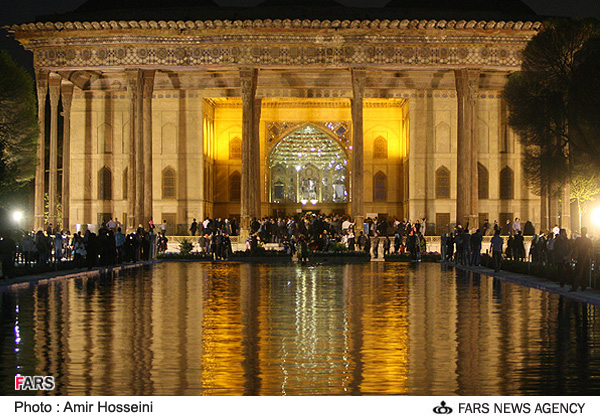 FARS
Photo : Amir Hosseini
FARS NEWS AGENCY